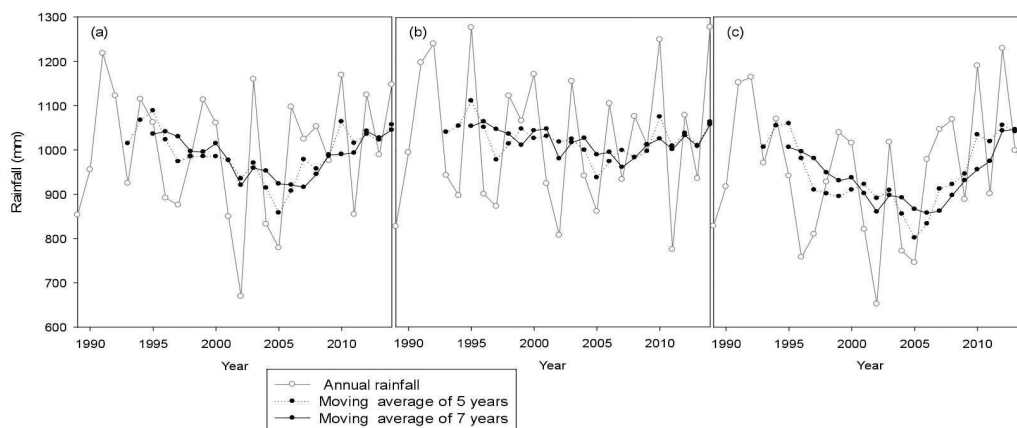 1300
(a)
(b)
(c)
1200
1100
1000
900
800
700
600
Rainfall (mm)
1990 1995 2000 2005 2010
1990 1995 2000 2005 2010
1990 1995 2000 2005 2010
Year
Year
Year
Annual rainfall
Moving average of 5 years
Moving average of 7 years